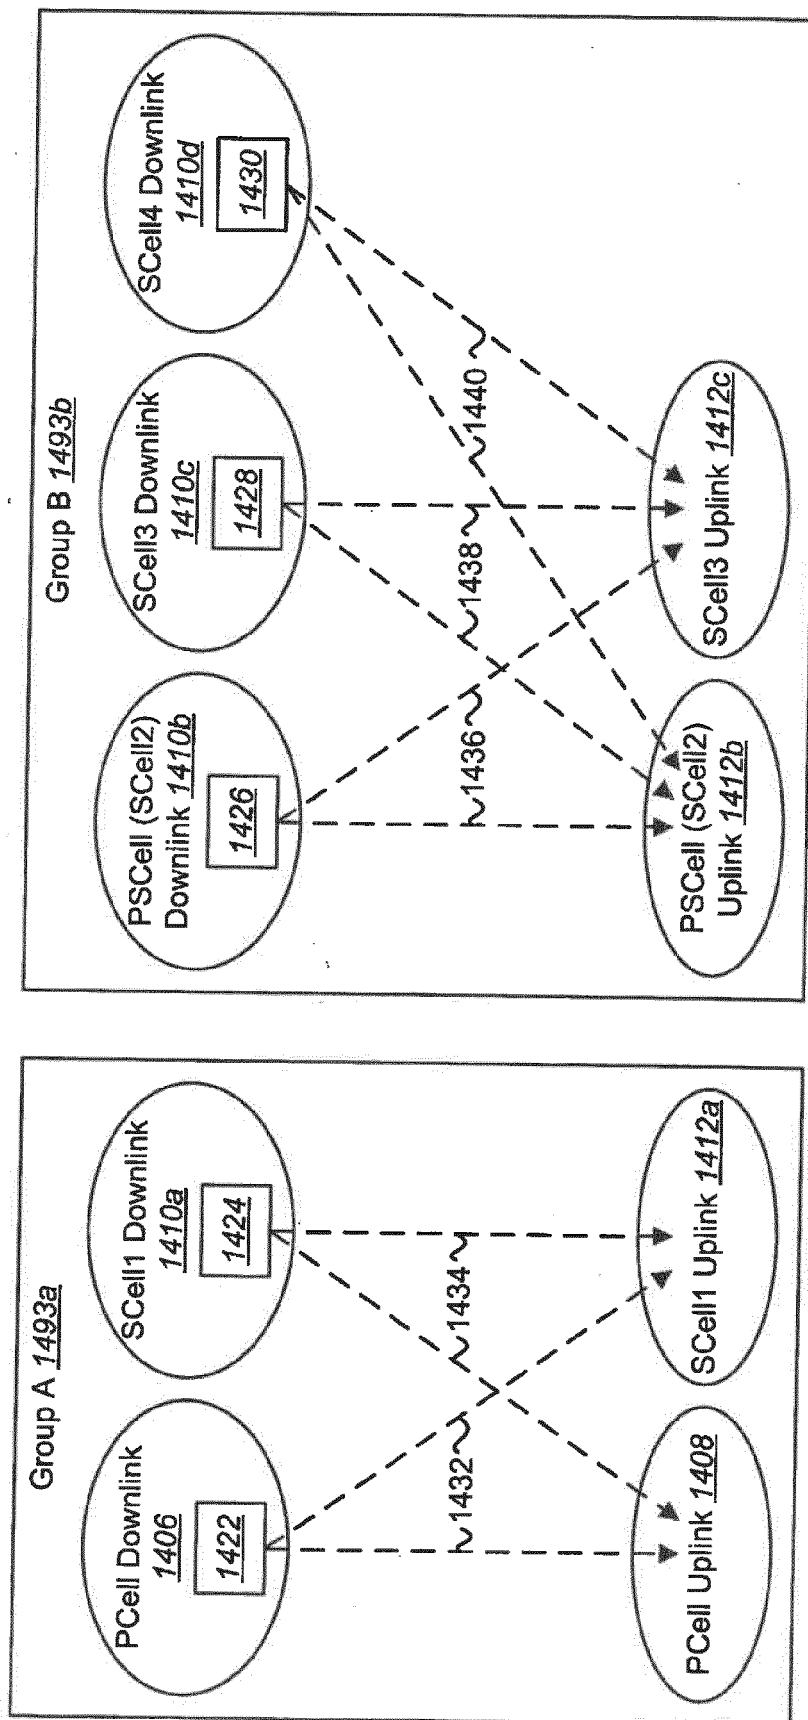 Group A 1493a
PCell Downlink
1406
1422
SCell1 Downlink
1410a
1424
1432
1434
PCell Uplink 1408
SCell1 Uplink 1412a
Group B 1493b
PSCell (SCell2)
Downlink 1410b
1426
SCell3 Downlink
1410c
1428
SCell4 Downlink
1410d
1430
1436
1438
1440
PSCell (SCell2)
Uplink 1412b
SCell3 Uplink 1412c